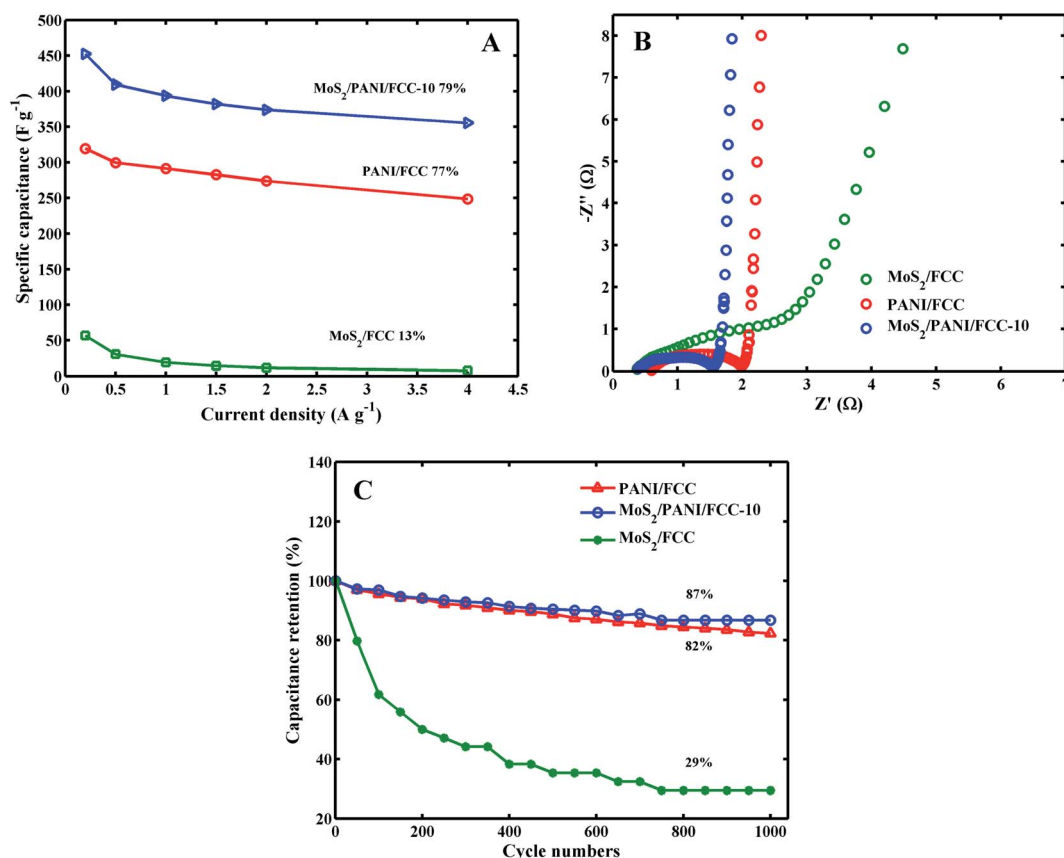 A
500
450
400
350
300
250
200
150
100
50
0
Specific capacitance (F g⁻¹)
MoS₂/PANI/FCC-10 79%
PANI/FCC 77%
MoS₂/FCC 13%
0 0.5 1 1.5 2 2.5 3 3.5 4 4.5
Current density (A g⁻¹)
B
8
7
6
5
4
3
2
1
0
-Z'' (Ω)
MoS₂/FCC
PANI/FCC
MoS₂/PANI/FCC-10
0 1 2 3 4 5 6 7
Z' (Ω)
C
140
120
100
80
60
40
20
Capacitance retention (%)
PANI/FCC
MoS₂/PANI/FCC-10
MoS₂/FCC
87%
82%
29%
0 200 400 600 800 1000
Cycle numbers